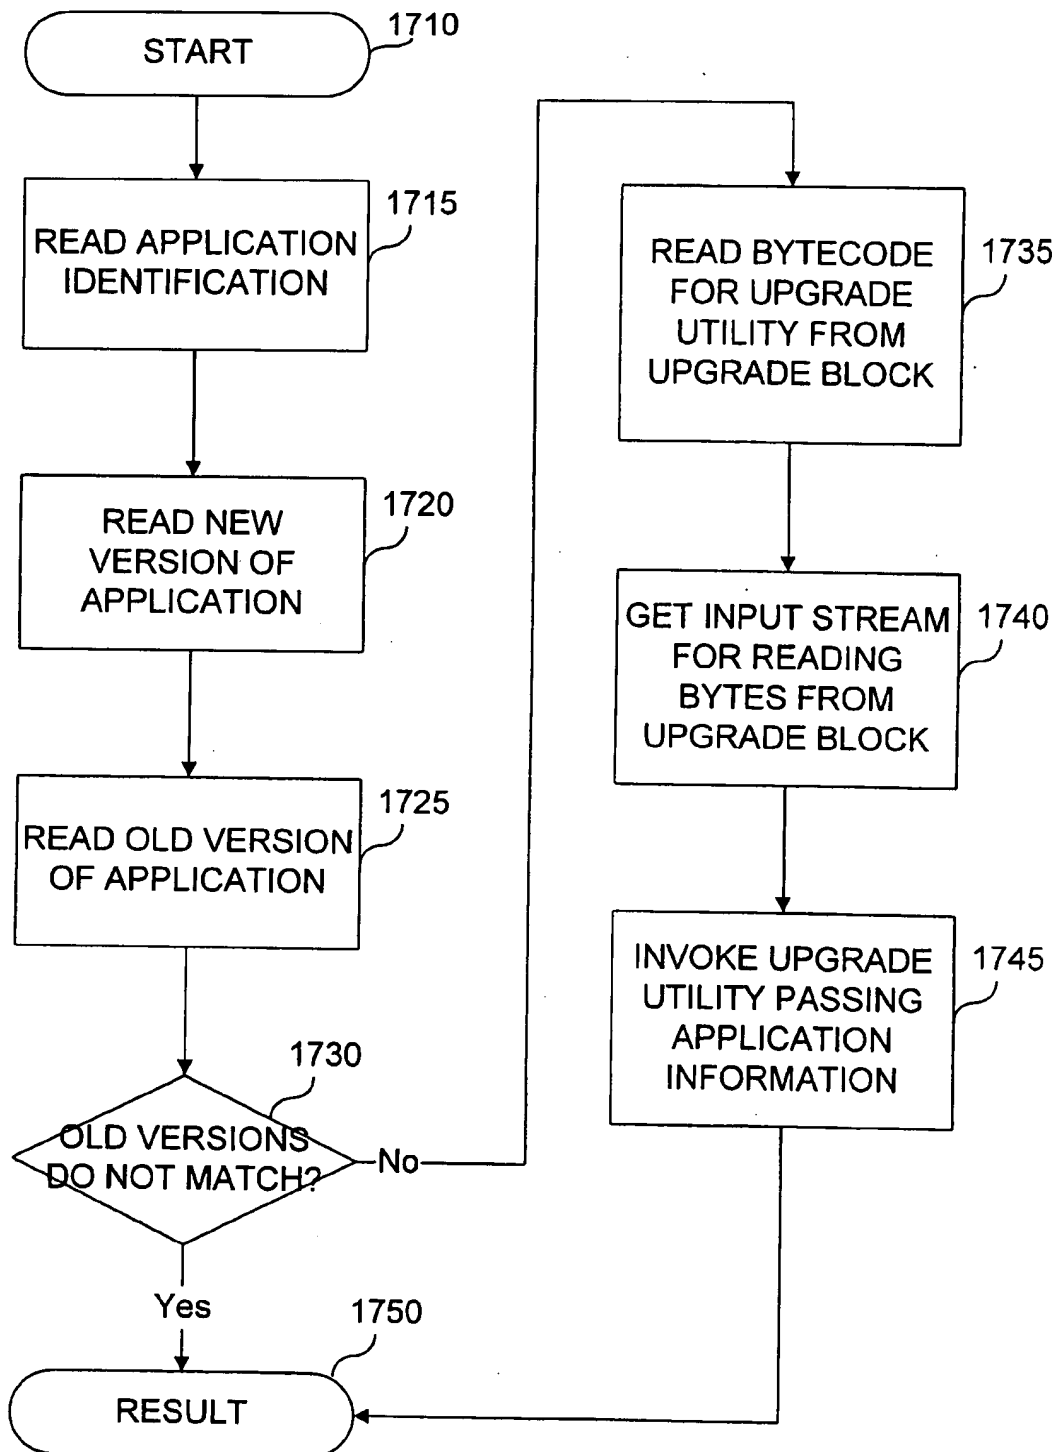 START
1710
READ APPLICATION
IDENTIFICATION
1715
READ NEW
VERSION OF
APPLICATION
1720
READ OLD VERSION
OF APPLICATION
1725
OLD VERSIONS
DO NOT MATCH?
1730
No
Yes
READ BYTECODE
FOR UPGRADE
UTILITY FROM
UPGRADE BLOCK
1735
GET INPUT STREAM
FOR READING
BYTES FROM
UPGRADE BLOCK
1740
INVOKE UPGRADE
UTILITY PASSING
APPLICATION
INFORMATION
1745
RESULT
1750